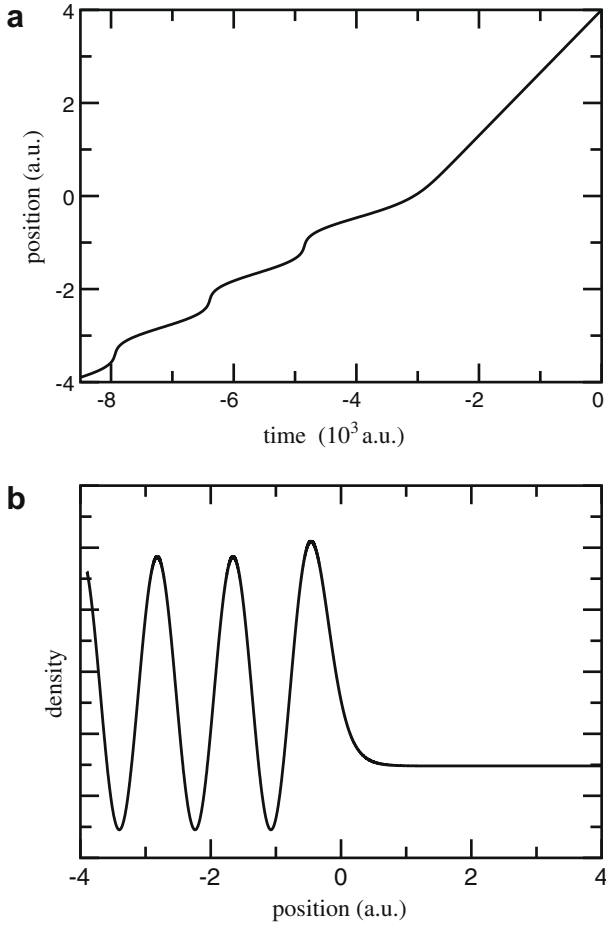 a
4
2
0
-2
-4
position (a.u.)
-8 -6 -4 -2 0
time (10³ a.u.)
b
density
-4 -2 0 2 4
position (a.u.)